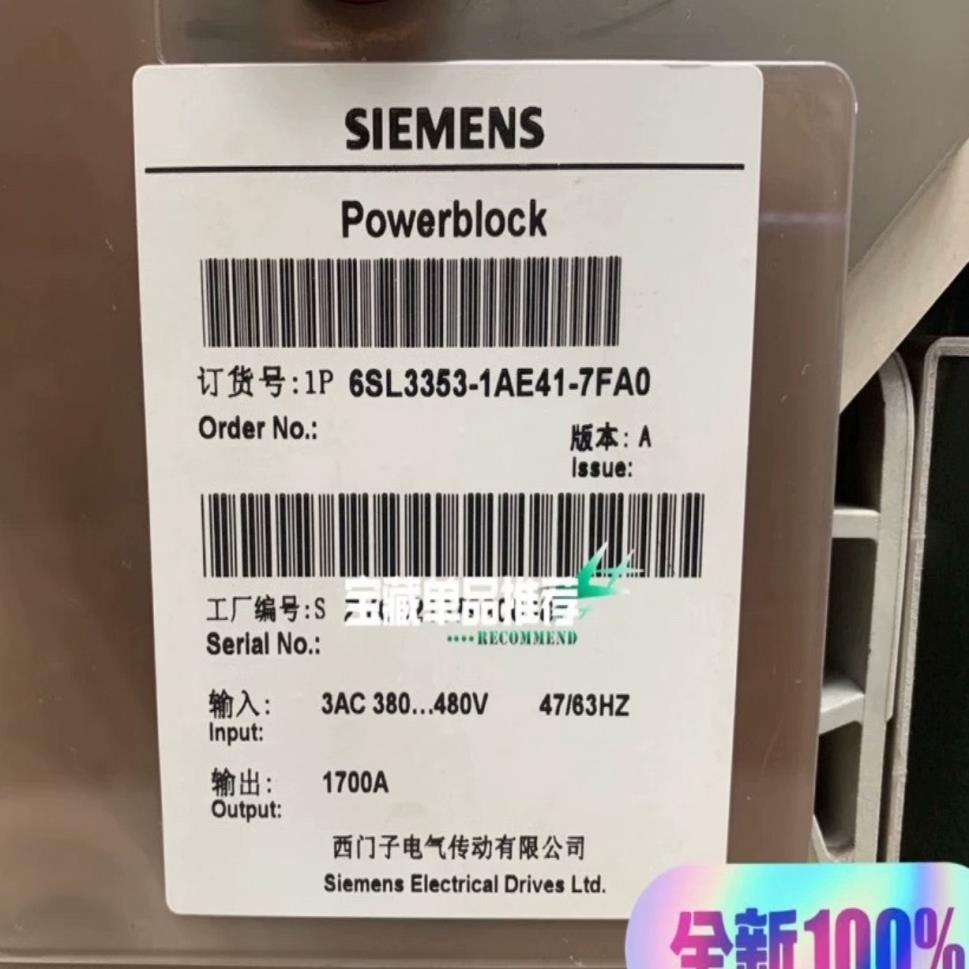 SIEMENS
Powerblock
订货号:1P 6SL3353-1AE41-7FA0
Order No.:
版本: A
Issue:
宝藏单品推荐
工厂编号:S
RECOMMEND
Serial No.:
输入: 3AC 380...480V 47/63HZ
Input:
输出: 1700A
Output:
西门子电气传动有限公司
Siemens Electrical Drives Ltd.
全新100%